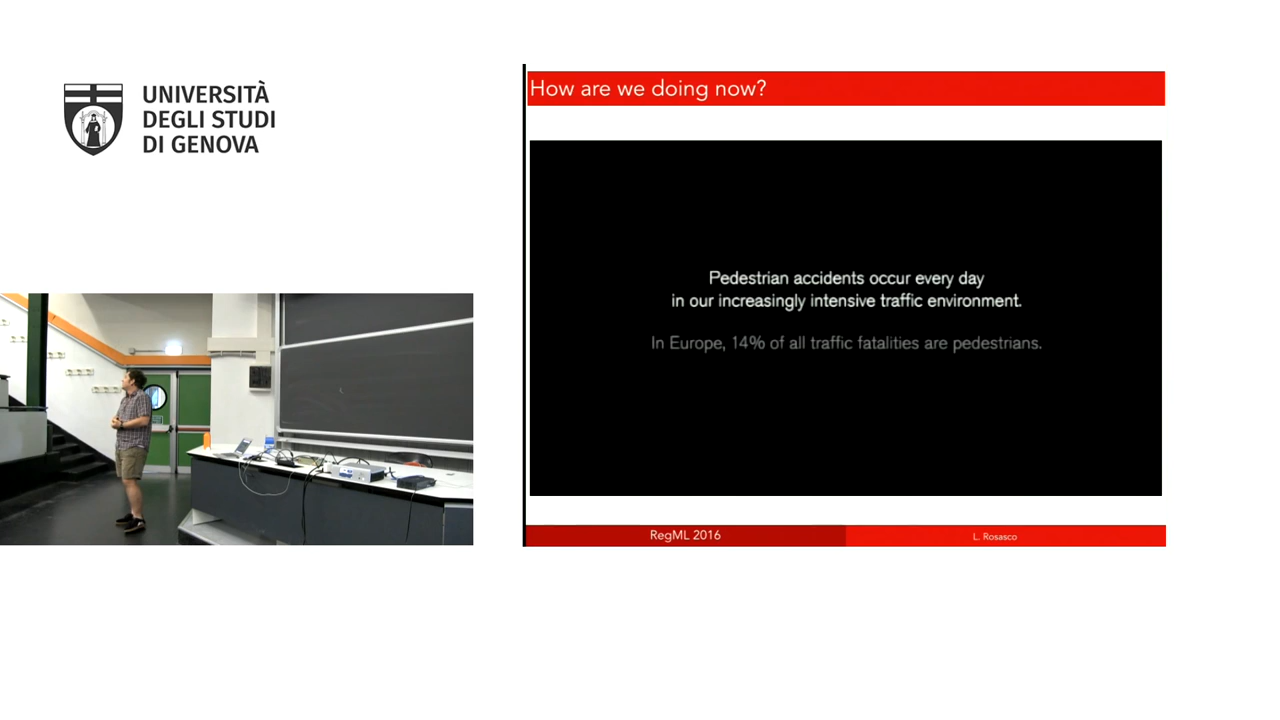 UNIVERSITÀ
DEGLI STUDI
DI GENOVA
How are we doing now?
Pedestrian accidents occur every day
in our increasingly intensive traffic environment.
In Europe, 14% of all traffic fatalities are pedestrians.
RegML 2016
L. Rosasco